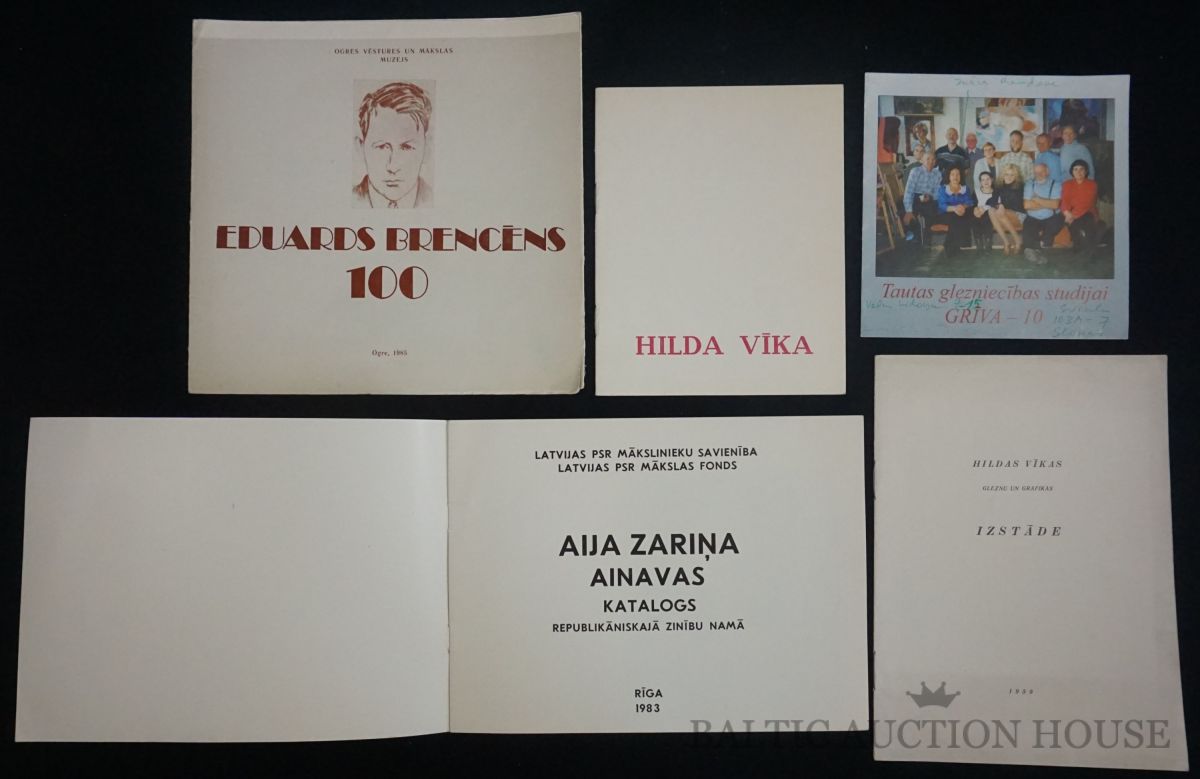 OGRES VĒSTURES UN MĀKSLAS
MUZEJS
EDUARDS BRENCĒNS
100
Ogre, 1985
HILDA VĪKA
Tautas glezniecības studijai
GRĪVA – 10
LATVIJAS PSR MĀKSLINIEKU SAVIENĪBA
LATVIJAS PSR MĀKSLAS FONDS
AIJA ZARIŅA
AINAVAS
KATALOGS
REPUBLIKĀNISKAJĀ ZINĪBU NAMĀ
RĪGA
1983
HILDAS VĪKAS
GLEZNU UN GRAFIKAS
IZSTĀDE
1959
BALTIC AUCTION HOUSE